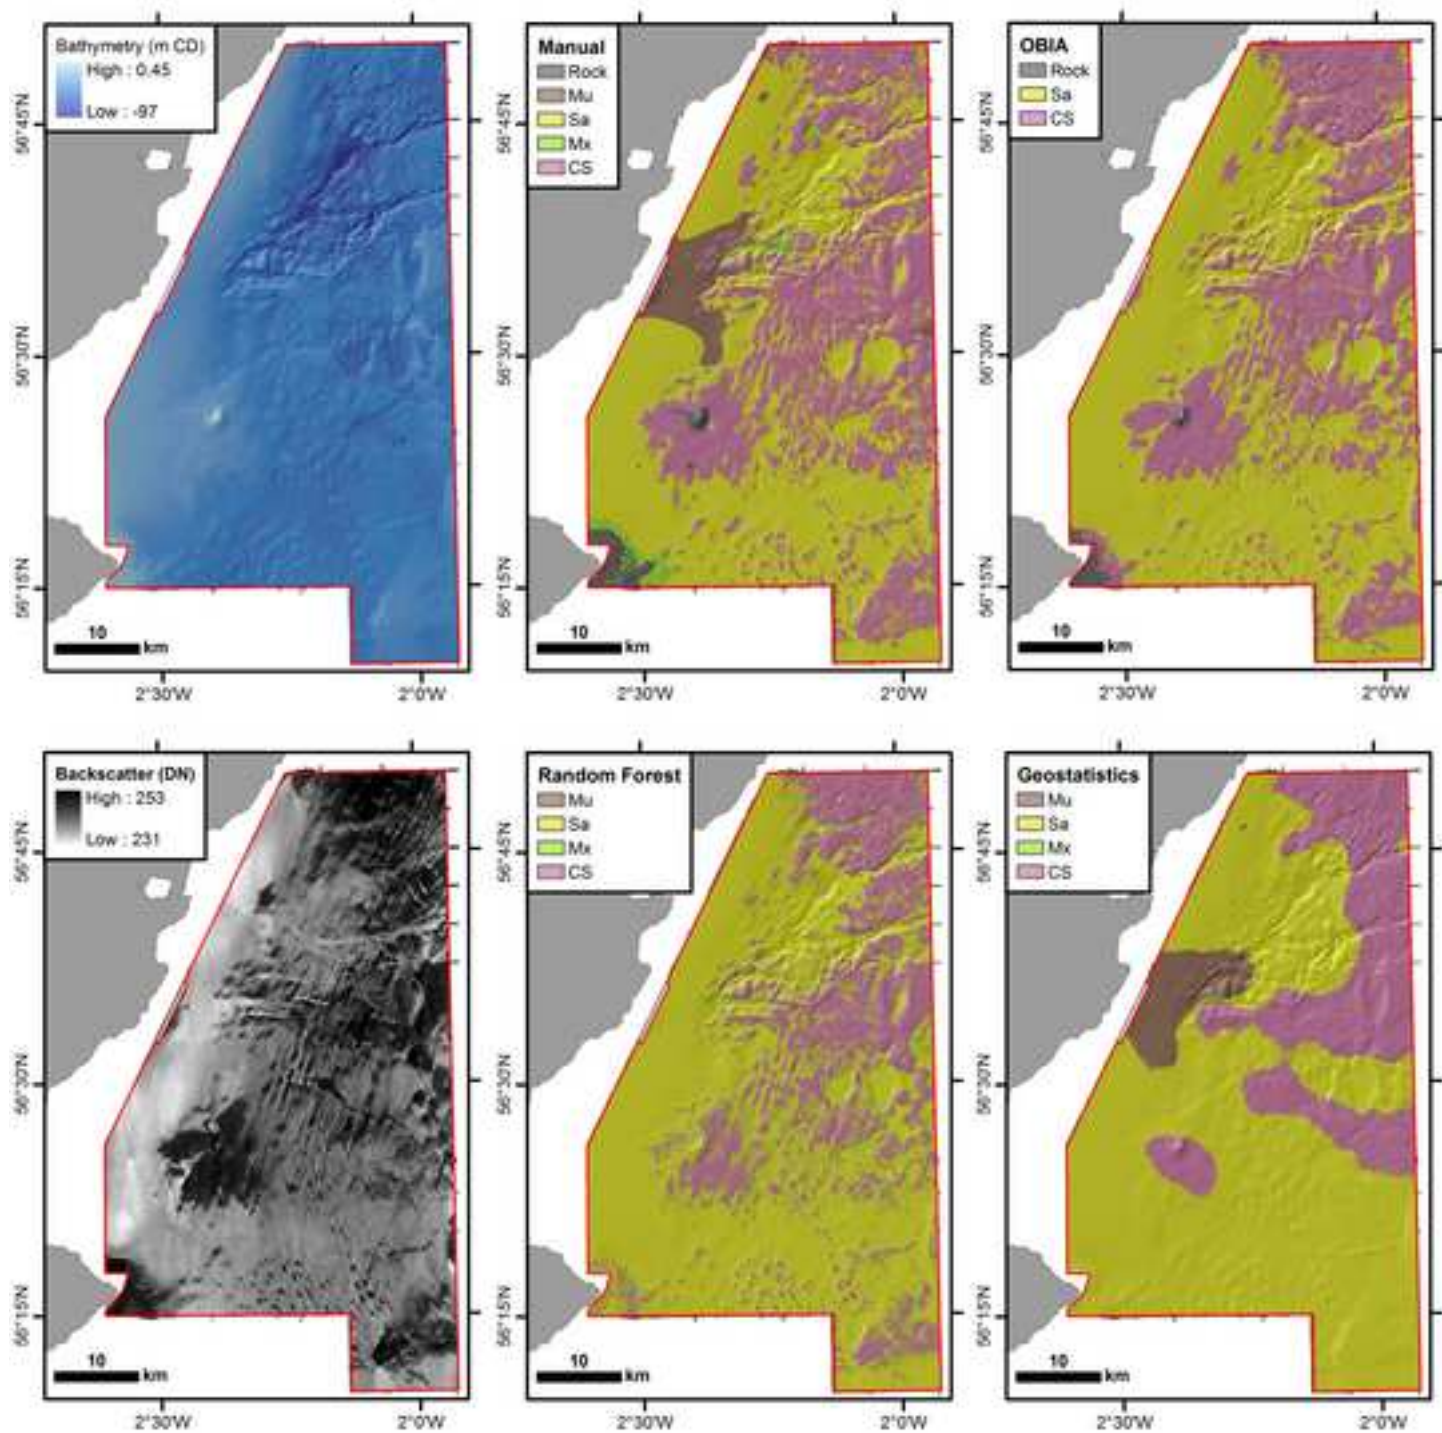 Bathymetry (m CD)
High : 0.45
Low : -97
56°45'N
56°30'N
56°15'N
10
km
2°30'W
2°0'W
Manual
Rock
Mu
Sa
Mx
CS
56°45'N
56°30'N
56°15'N
10
km
2°30'W
2°0'W
OBIA
Rock
Sa
CS
56°45'N
56°30'N
56°15'N
10
km
2°30'W
2°0'W
Backscatter (DN)
High : 253
Low : 231
56°45'N
56°30'N
56°15'N
10
km
2°30'W
2°0'W
Random Forest
Mu
Sa
Mx
CS
56°45'N
56°30'N
56°15'N
10
km
2°30'W
2°0'W
Geostatistics
Mu
Sa
Mx
CS
56°45'N
56°30'N
56°15'N
10
km
2°30'W
2°0'W